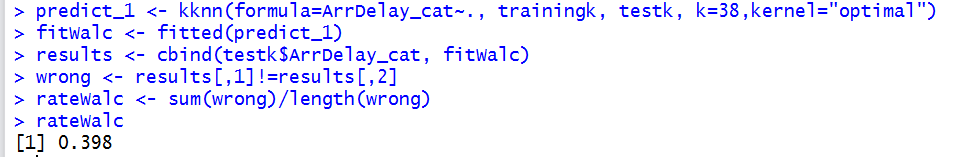 > predict_1 <- kknn(formula=ArrDelay_cat~., trainingk, testk, k=38,kernel="optimal")
> fitWalc <- fitted(predict_1)
> results <- cbind(testk$ArrDelay_cat, fitWalc)
> wrong <- results[,1]!=results[,2]
> rateWalc <- sum(wrong)/length(wrong)
> rateWalc
[1] 0.398